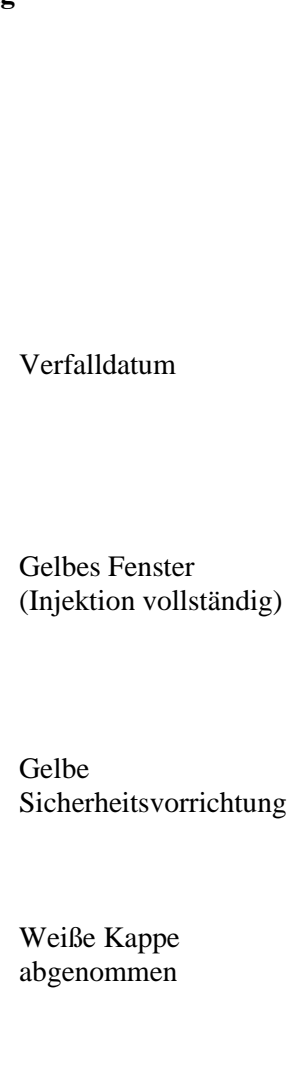 g
Verfalldatum
Gelbes Fenster
(Injektion vollständig)
Gelbe
Sicherheitsvorrichtung
Weiße Kappe
abgenommen